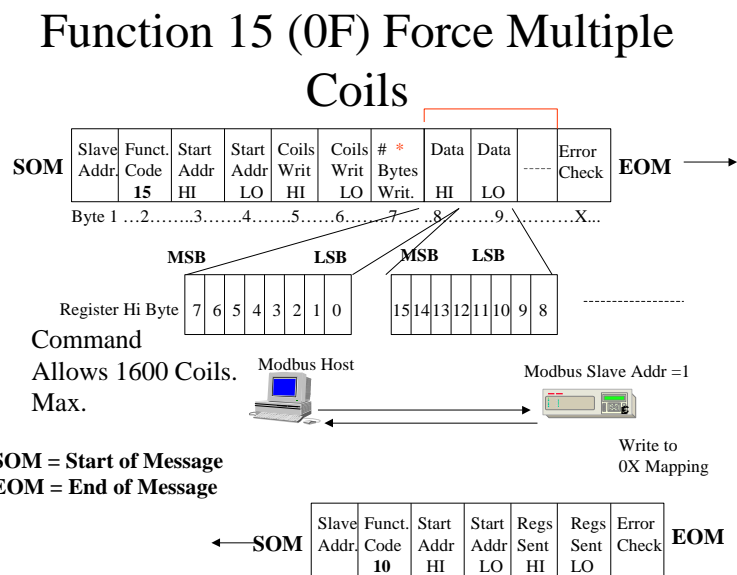 Function 15 (0F) Force Multiple
Coils
SOM Slave Addr. Funct. Code 15 Start Addr HI Start Addr LO Coils Writ HI Coils Writ LO # * Bytes Writ. Data HI Data LO ----- Error Check EOM
Byte 1 …2……..3……4……5……6……..7… ..8………9…………X...
MSB LSB MSB LSB
Register Hi Byte 7 6 5 4 3 2 1 0 15 14 13 12 11 10 9 8 -----------------
Command
Allows 1600 Coils.
Max.
Modbus Host
Modbus Slave Addr =1
Write to
0X Mapping
SOM = Start of Message
EOM = End of Message
SOM Slave Addr. Funct. Code 10 Start Addr HI Start Addr LO Regs Sent HI Regs Sent LO Error Check EOM